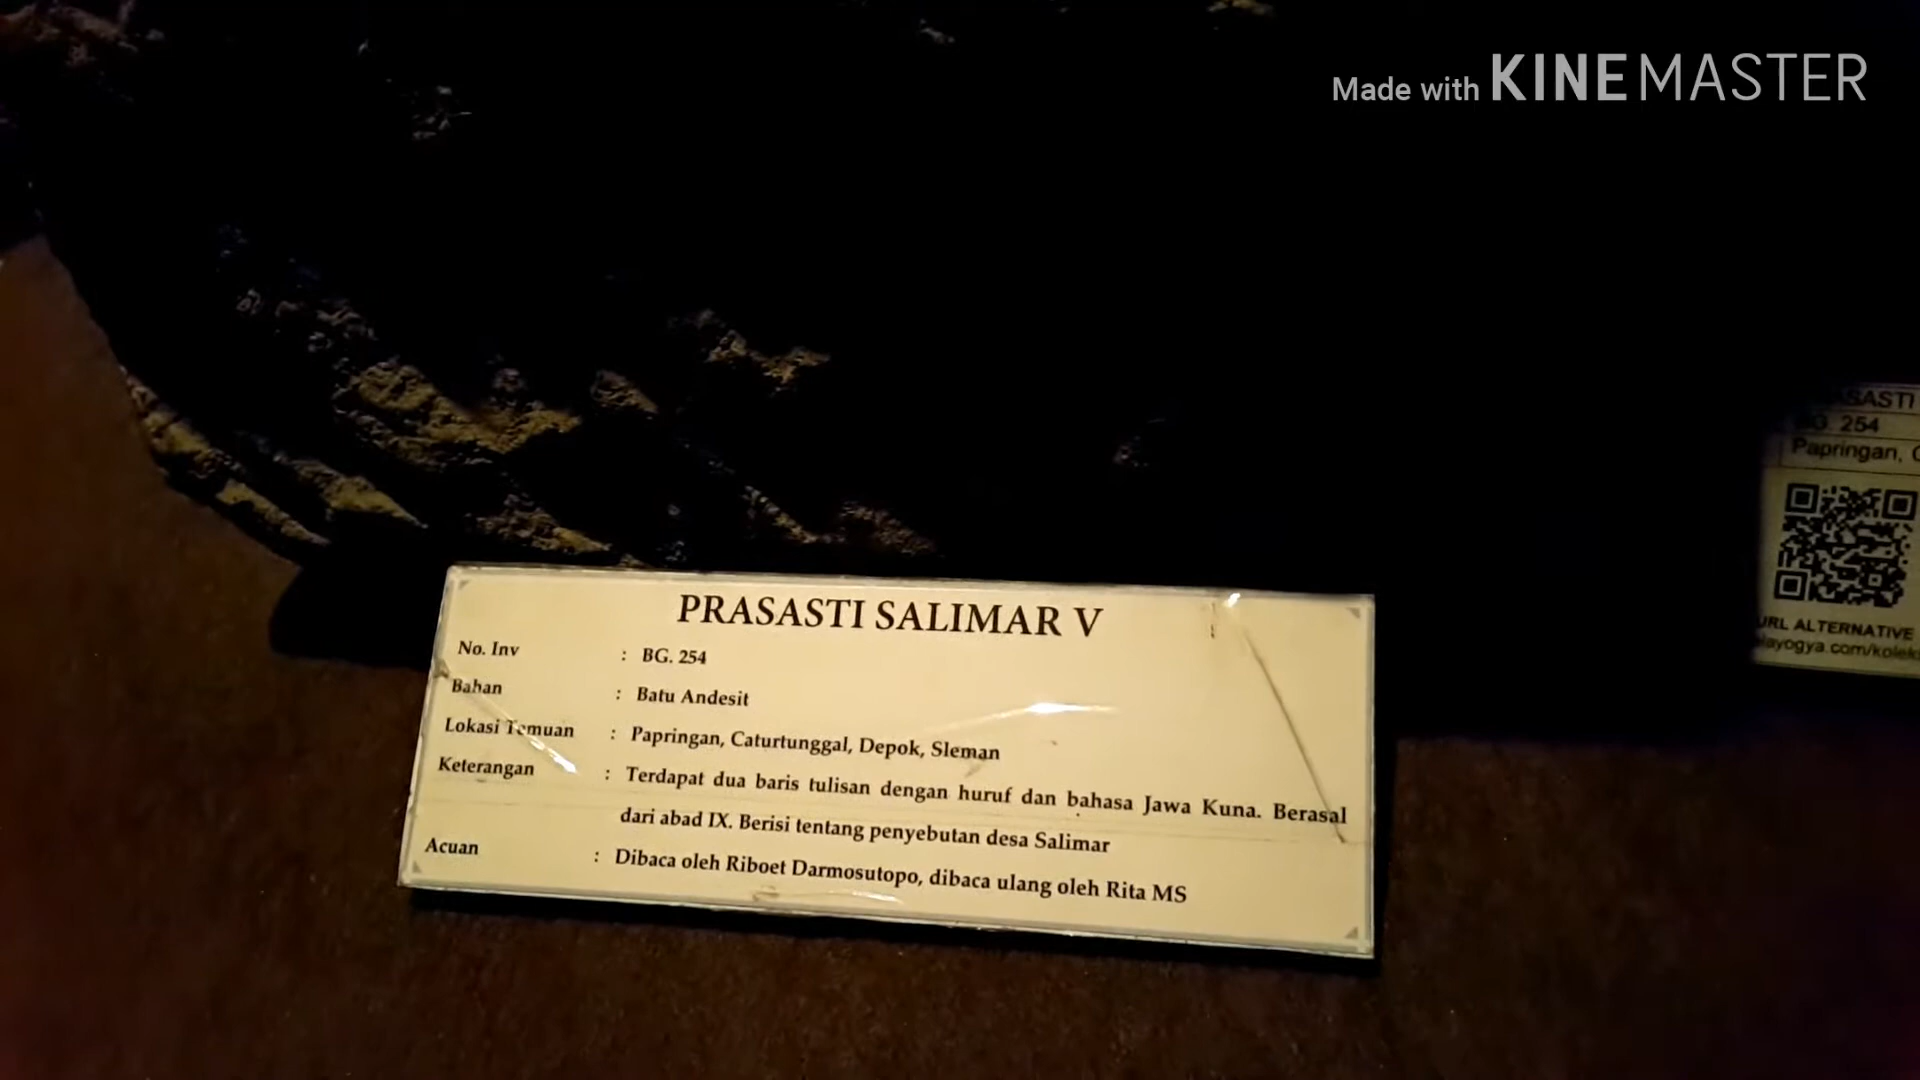 Made with KINEMASTER
PRASASTI SALIMAR V
No. Inv : BG. 254
Bahan : Batu Andesit
Lokasi Temuan : Papringan, Caturtunggal, Depok, Sleman
Keterangan : Terdapat dua baris tulisan dengan huruf dan bahasa Jawa Kuna. Berasal
dari abad IX. Berisi tentang penyebutan desa Salimar
Acuan : Dibaca oleh Riboet Darmosutopo, dibaca ulang oleh Rita MS
254
Papringan,
URL ALTERNATIVE